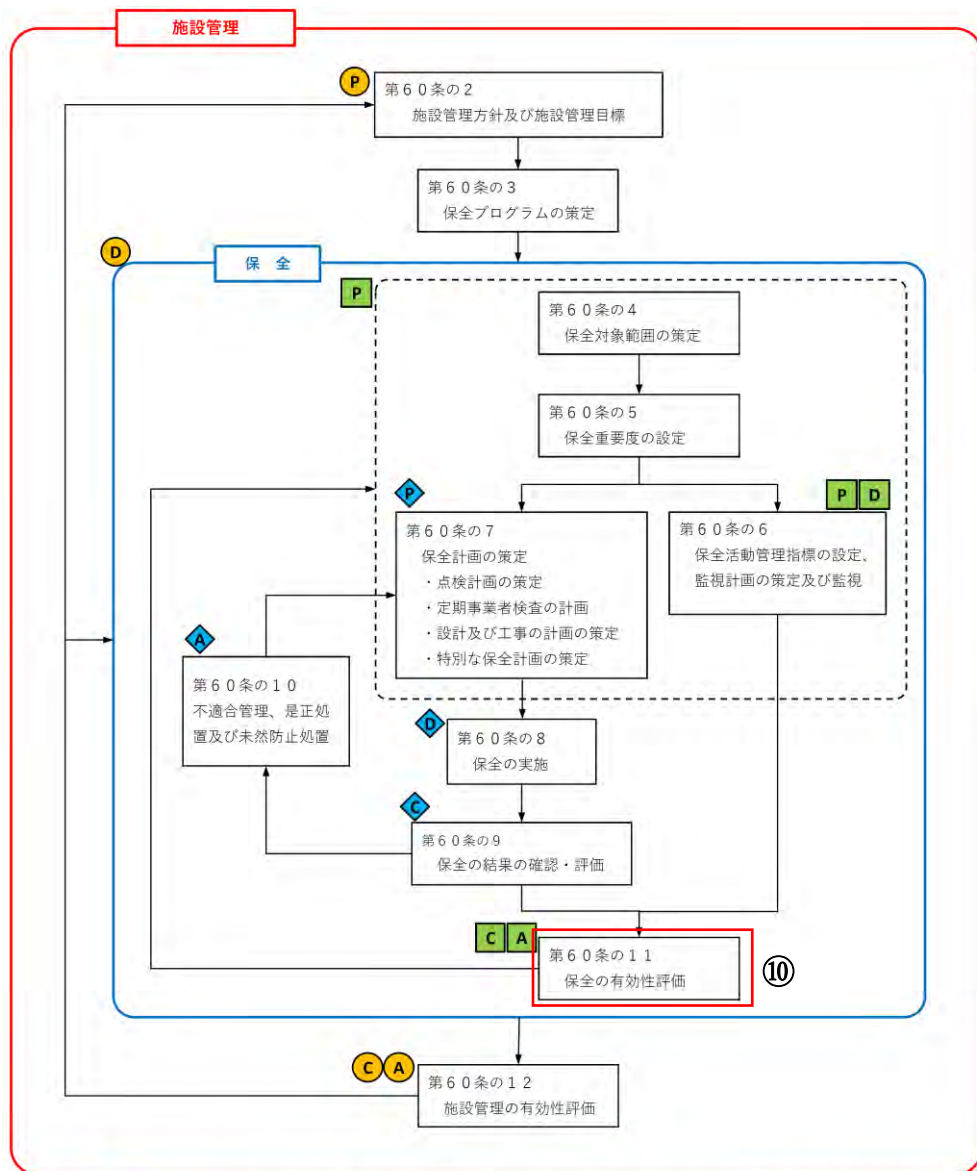 施設管理
P
第60条の2
施設管理方針及び施設管理目標
第60条の3
保全プログラムの策定
D
保 全
P
第60条の4
保全対象範囲の策定
第60条の5
保全重要度の設定
P
P D
第60条の7
保全計画の策定
・点検計画の策定
・定期事業者検査の計画
・設計及び工事の計画の策定
・特別な保全計画の策定
第60条の6
保全活動管理指標の設定、
監視計画の策定及び監視
A
第60条の10
不適合管理、是正処
置及び未然防止処置
D
第60条の8
保全の実施
C
第60条の9
保全の結果の確認・評価
C A
第60条の11
保全の有効性評価
⑩
C A
第60条の12
施設管理の有効性評価